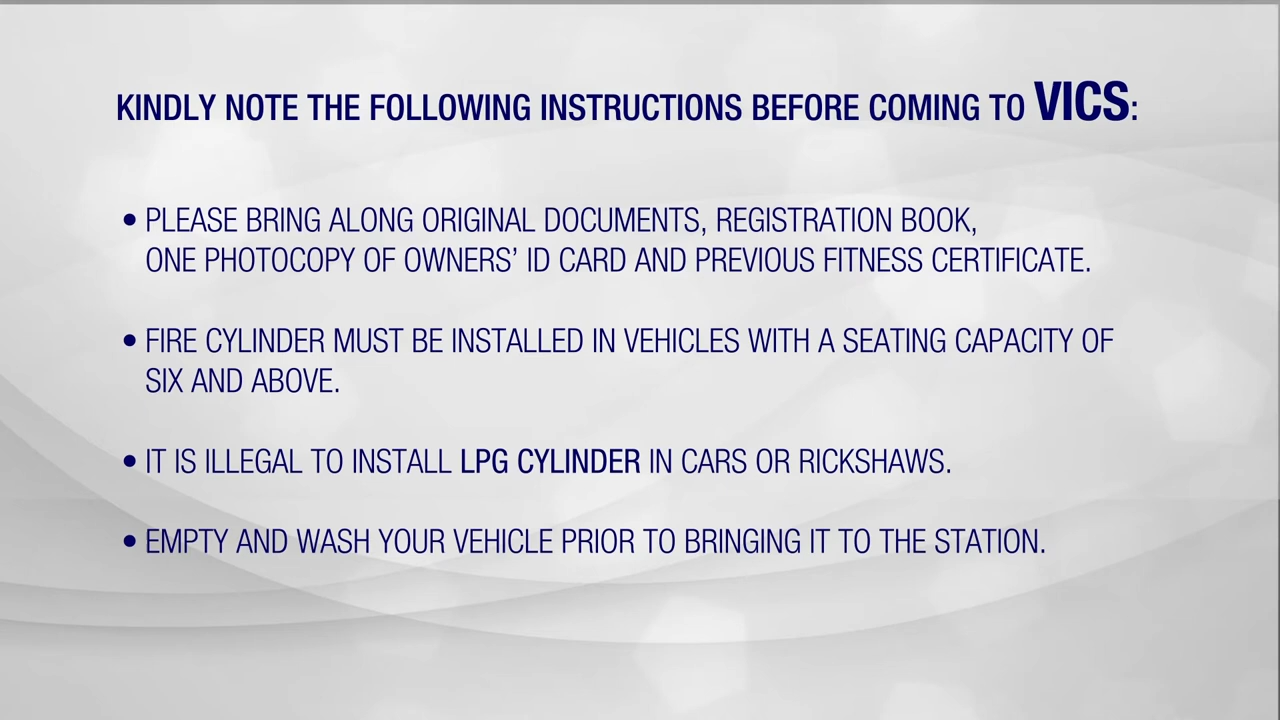 KINDLY NOTE THE FOLLOWING INSTRUCTIONS BEFORE COMING TO VICS:
• PLEASE BRING ALONG ORIGINAL DOCUMENTS, REGISTRATION BOOK,
ONE PHOTOCOPY OF OWNERS’ ID CARD AND PREVIOUS FITNESS CERTIFICATE.
• FIRE CYLINDER MUST BE INSTALLED IN VEHICLES WITH A SEATING CAPACITY OF
SIX AND ABOVE.
• IT IS ILLEGAL TO INSTALL LPG CYLINDER IN CARS OR RICKSHAWS.
• EMPTY AND WASH YOUR VEHICLE PRIOR TO BRINGING IT TO THE STATION.